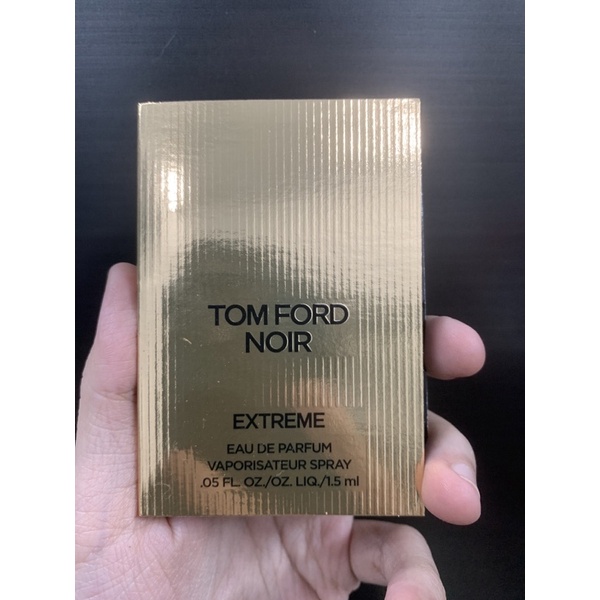 TOM FORD
NOIR
EXTREME
EAU DE PARFUM
VAPORISATEUR SPRAY
.05 FL. OZ./OZ. LIQ./1.5 ml